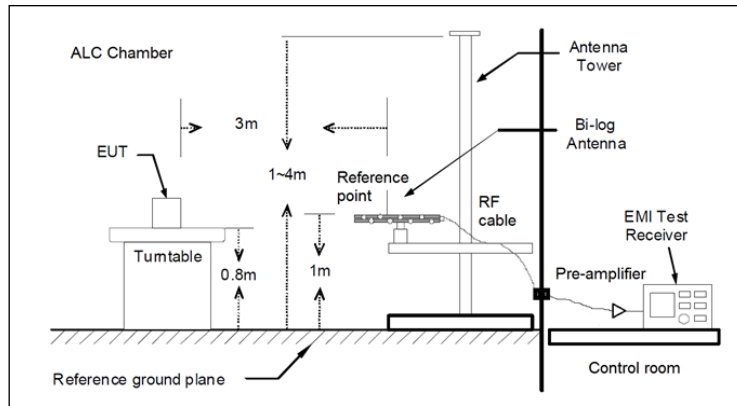 ALC Chamber
Antenna
Tower
3m
Bi-log
Antenna
EUT
1~4m
Reference
point
RF
cable
EMI Test
Receiver
Turntable
0.8m
1m
Pre-amplifier
Reference ground plane
Control room